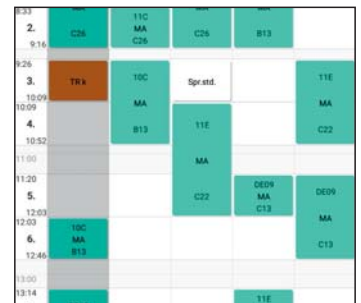 8:33
MA
11C
2.
C26
MA
C26
C26
B13
9:16
9:26
3.
TR k
10C
Spr.std.
11E
10:09
10:09
MA
MA
4.
B13
11E
C22
10:52
11:00
MA
11:20
5.
C22
DE09
MA
C13
DE09
12:03
12:03
MA
6.
10C
MA
B13
C13
12:46
13:00
13:14
11E